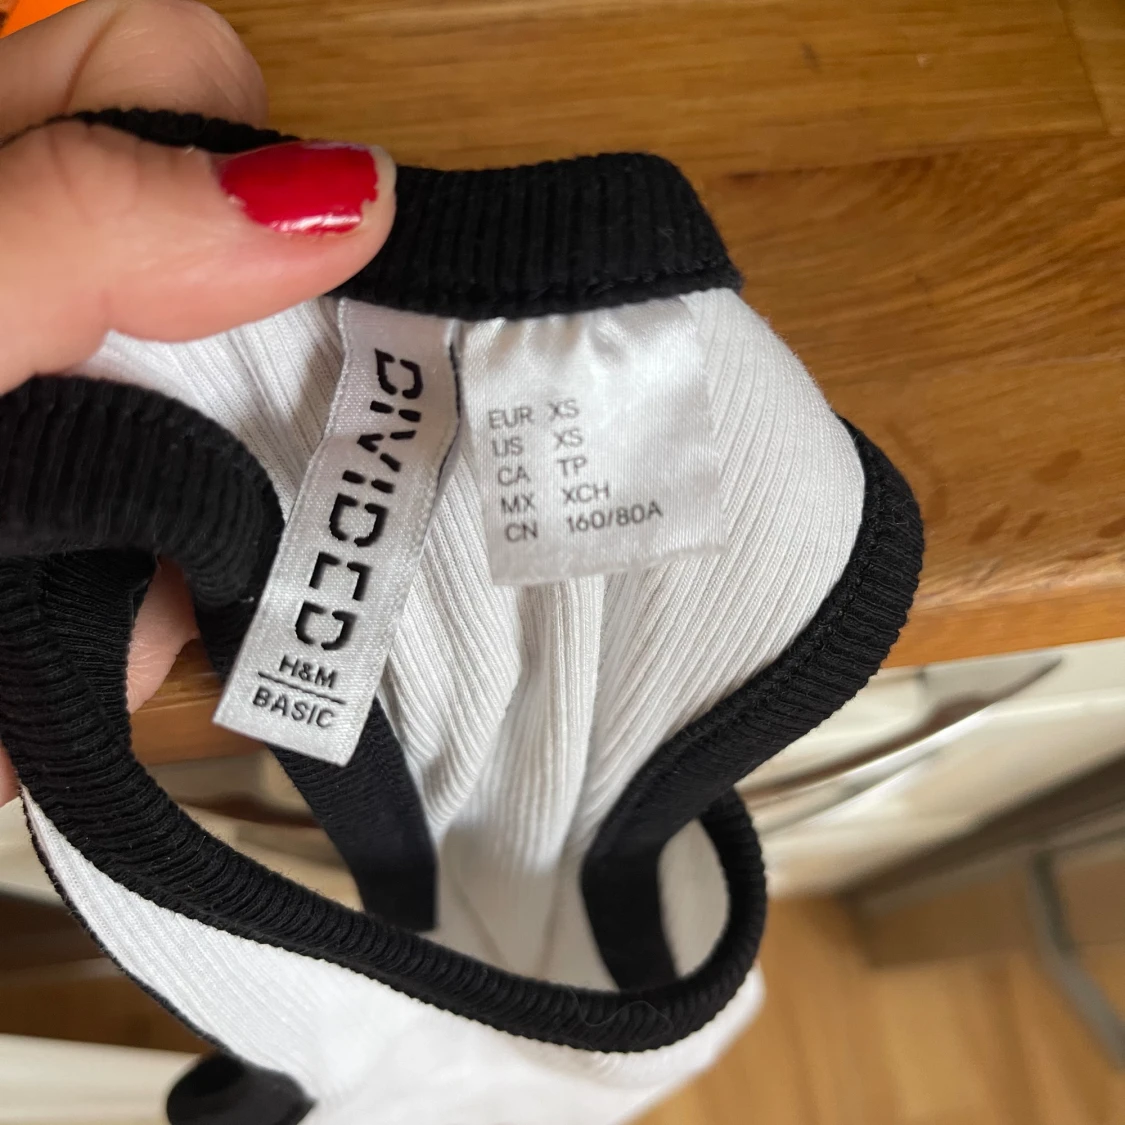 DIVIDED
H&M
BASIC
EUR XS
US XS
CA TP
MX XCH
CN 160/80A